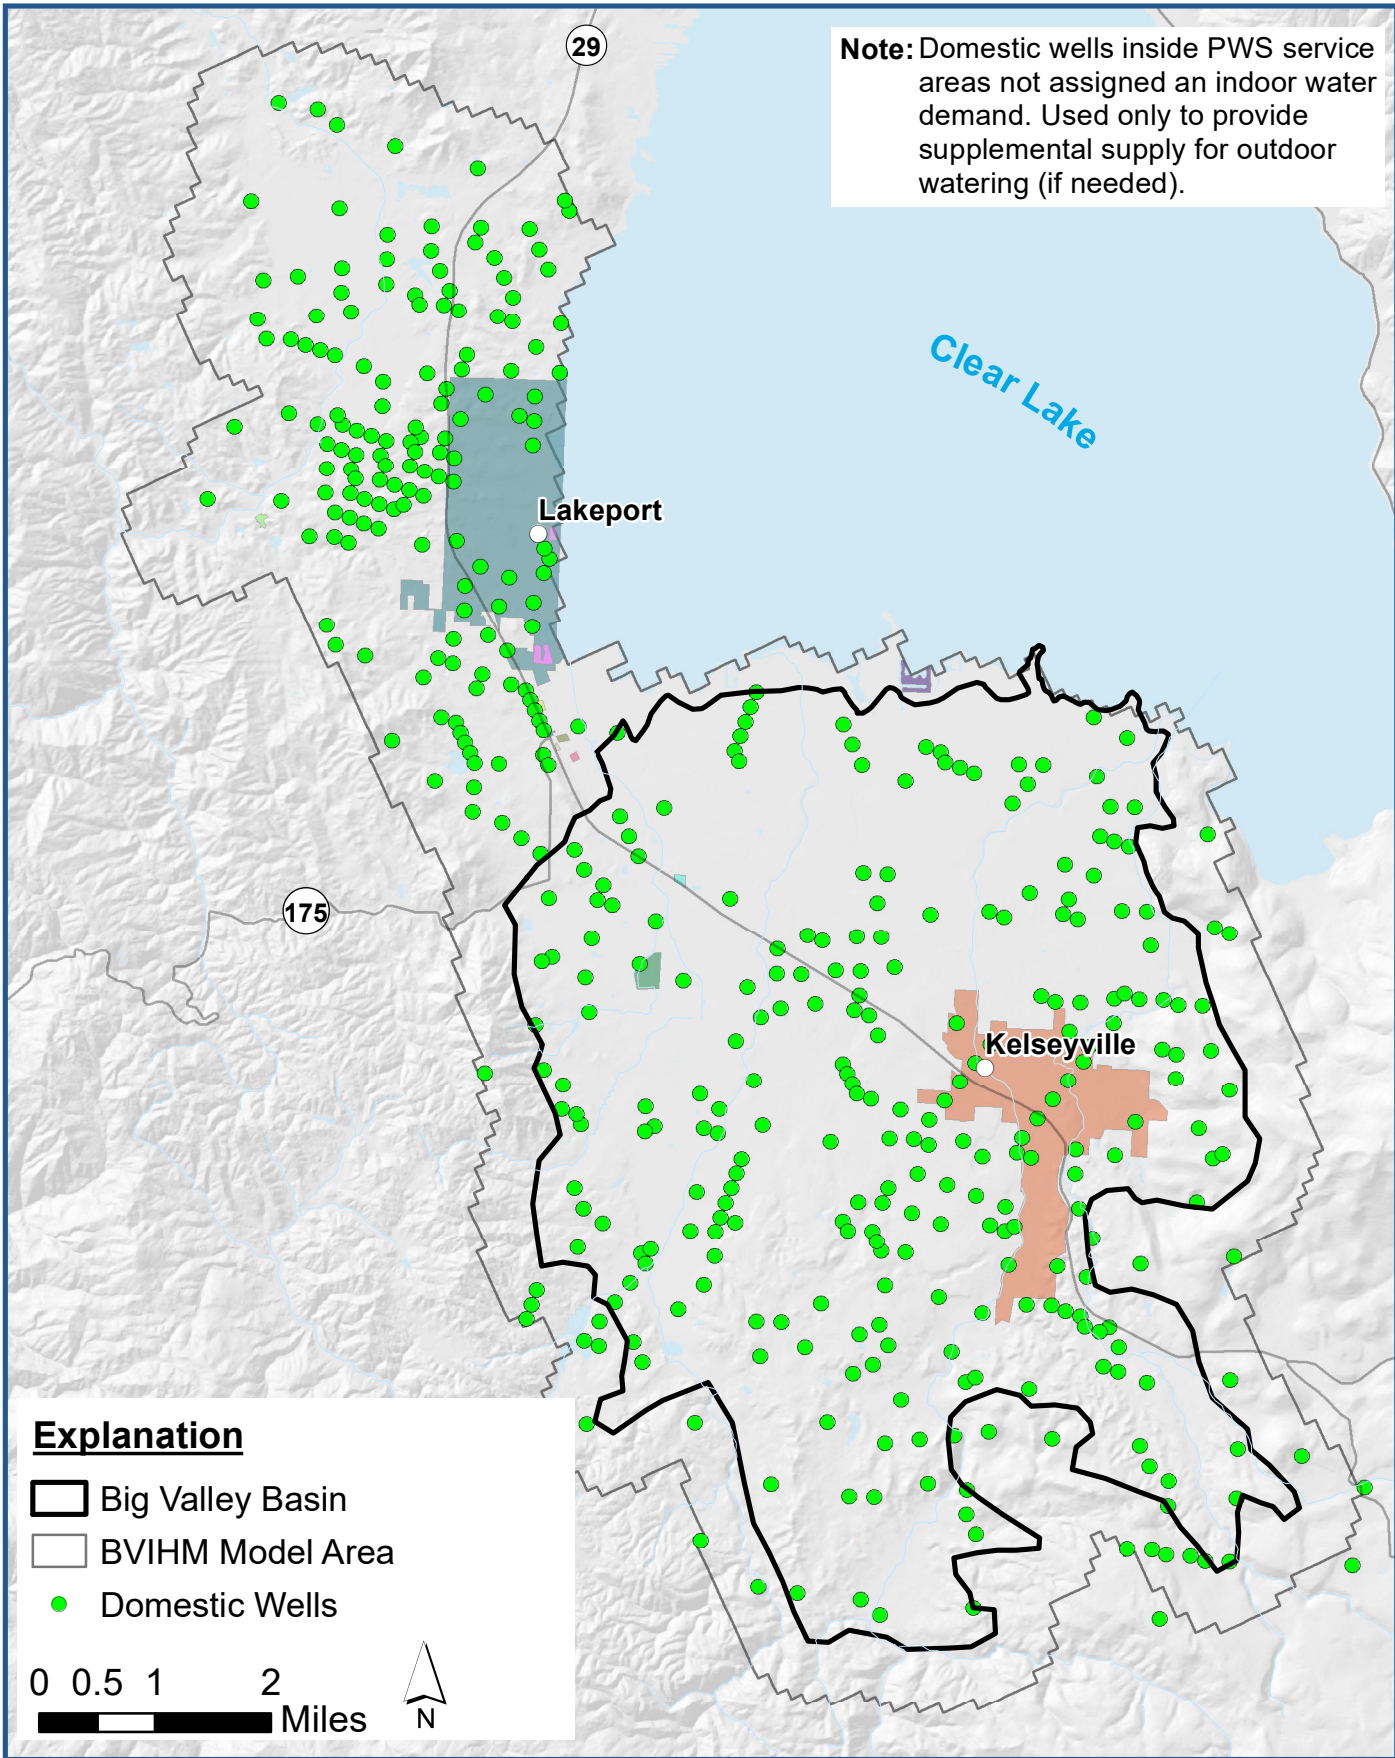 29
Note: Domestic wells inside PWS service
areas not assigned an indoor water
demand. Used only to provide
supplemental supply for outdoor
watering (if needed).
Clear Lake
Lakeport
175
Kelseyville
Explanation
Big Valley Basin
BVIHM Model Area
Domestic Wells
0 0.5 1 2
Miles
N